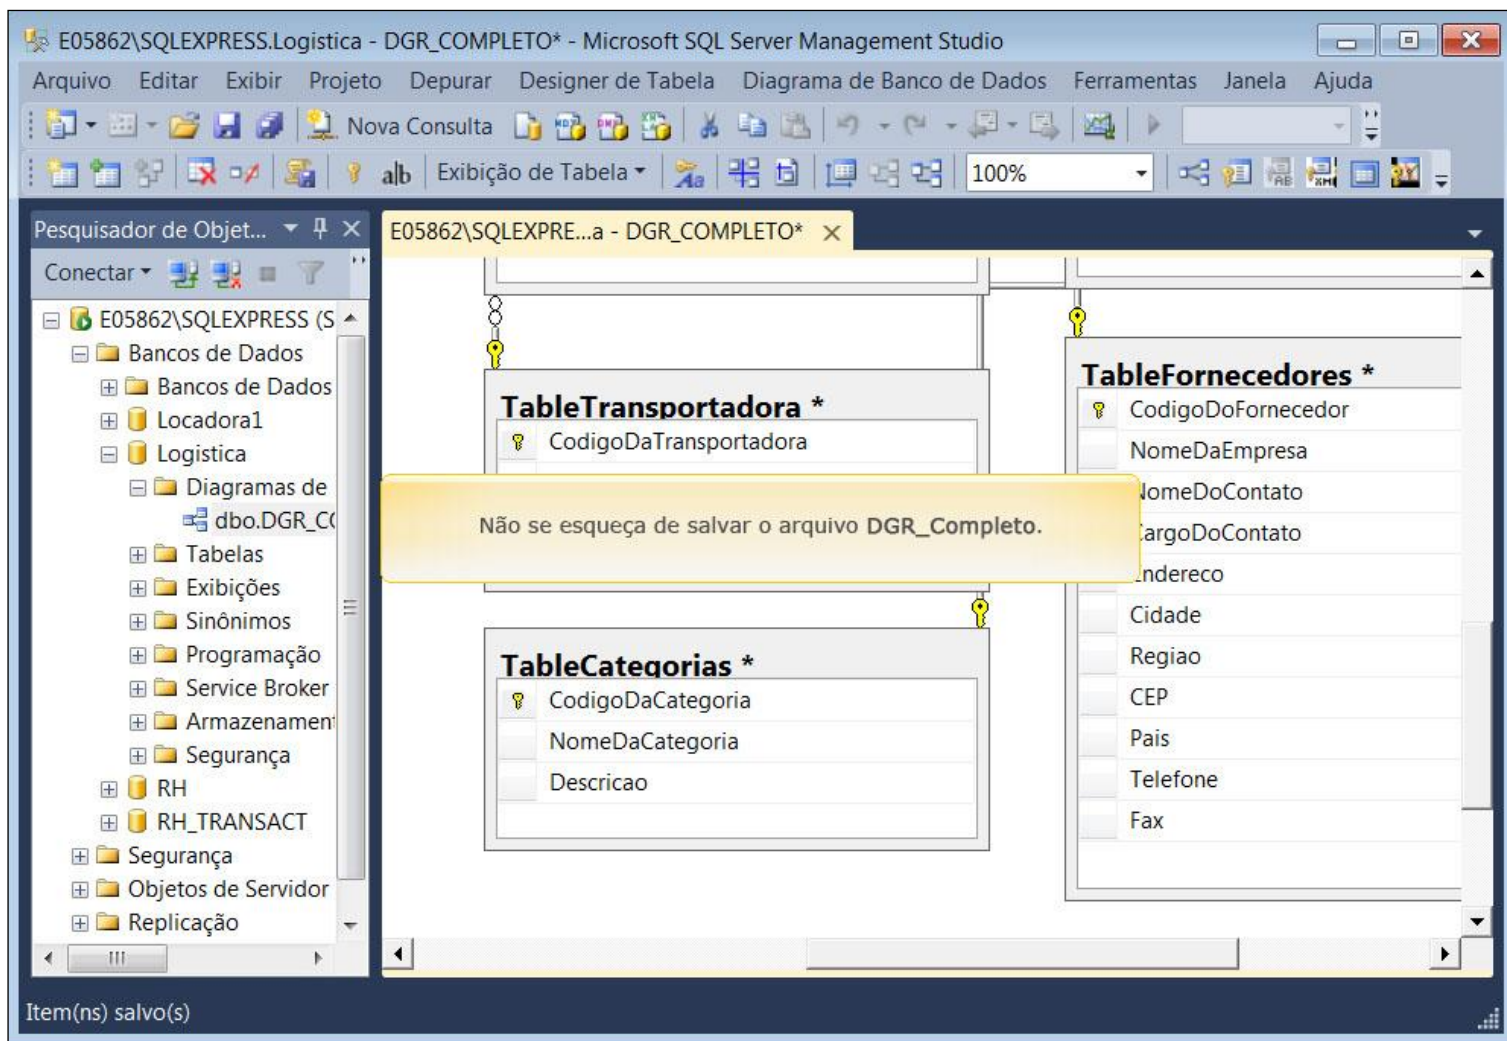 E05862\SQLEXPRESS.Logistica - DGR_COMPLETO* - Microsoft SQL Server Management Studio
Arquivo Editar Exibir Projeto Depurar Designer de Tabela Diagrama de Banco de Dados Ferramentas Janela Ajuda
Nova Consulta
Exibição de Tabela 100%
Pesquisador de Objet...
Conectar
E05862\SQLEXPRESS (S
Bancos de Dados
Bancos de Dados
Locadora1
Logistica
Diagramas de
dbo.DGR_C
Tabelas
Exibições
Sinônimos
Programação
Service Broker
Armazenament
Segurança
RH
RH_TRANSACT
Segurança
Objetos de Servidor
Replicação
E05862\SQLEXPRE...a - DGR_COMPLETO*
TableTransportadora *
CodigoDaTransportadora
Não se esqueça de salvar o arquivo DGR_Completo.
TableCategorias *
CodigoDaCategoria
NomeDaCategoria
Descricao
TableFornecedores *
CodigoDoFornecedor
NomeDaEmpresa
NomeDoContato
CargoDoContato
Endereco
Cidade
Regiao
CEP
Pais
Telefone
Fax
Item(ns) salvo(s)